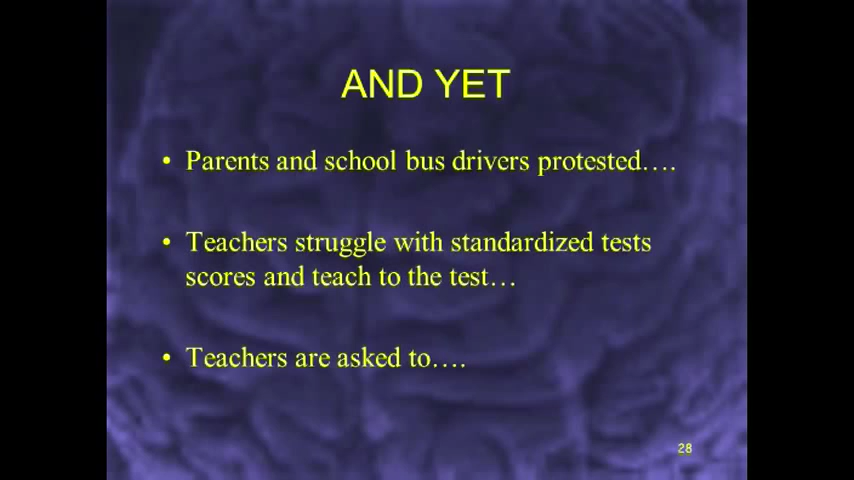 AND YET
• Parents and school bus drivers protested….
• Teachers struggle with standardized tests
scores and teach to the test…
• Teachers are asked to….
28